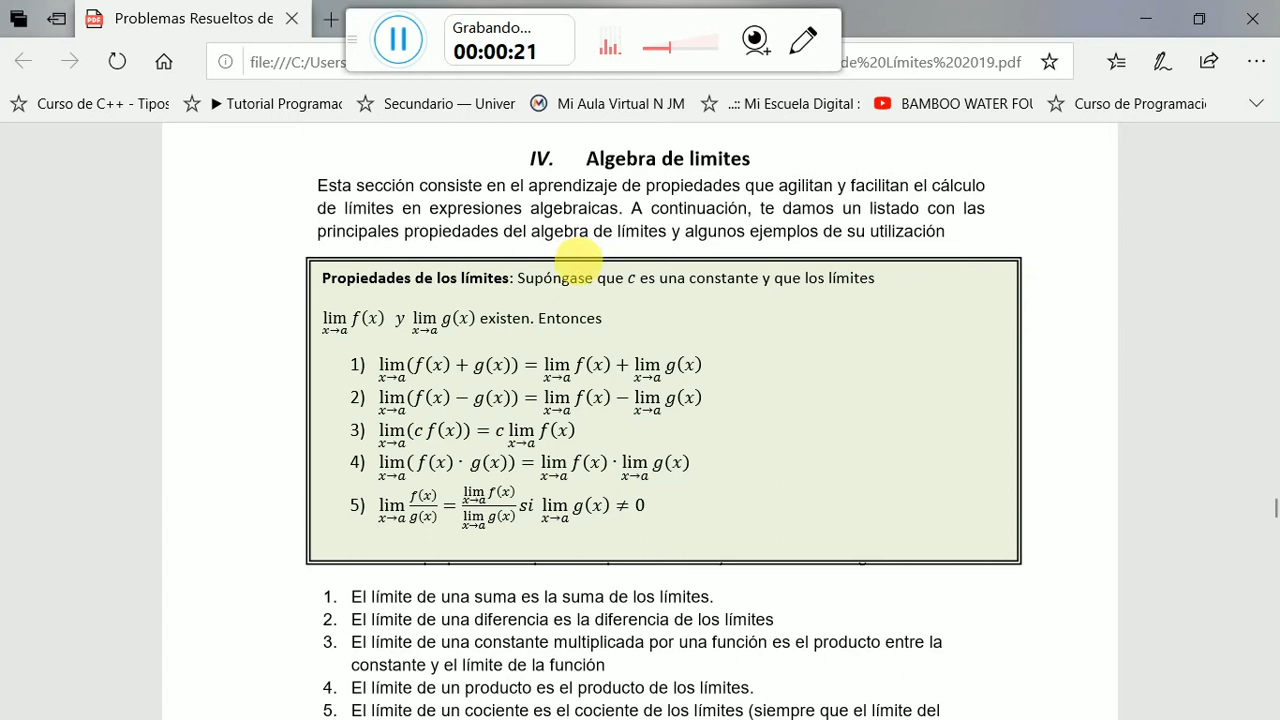 Problemas Resueltos de
Grabando...
00:00:21
file:///C:/Users
de%20Límites%202019.pdf
Curso de C++ - Tipos
Tutorial Programac
Secundario — Univer
Mi Aula Virtual N JM
..:: Mi Escuela Digital :
BAMBOO WATER FOU
Curso de Programació
IV. Algebra de limites
Esta sección consiste en el aprendizaje de propiedades que agilitan y facilitan el cálculo
de límites en expresiones algebraicas. A continuación, te damos un listado con las
principales propiedades del algebra de límites y algunos ejemplos de su utilización
Propiedades de los límites: Supóngase que c es una constante y que los límites
lim x→a f(x) y lim x→a g(x) existen. Entonces
1) lim x→a (f(x) + g(x)) = lim x→a f(x) + lim x→a g(x)
2) lim x→a (f(x) − g(x)) = lim x→a f(x) − lim x→a g(x)
3) lim x→a (c f(x)) = c lim x→a f(x)
4) lim x→a ( f(x) · g(x)) = lim x→a f(x) · lim x→a g(x)
5) lim x→a f(x)/g(x) = lim x→a f(x) / lim x→a g(x) si lim x→a g(x) ≠ 0
1. El límite de una suma es la suma de los límites.
2. El límite de una diferencia es la diferencia de los límites
3. El límite de una constante multiplicada por una función es el producto entre la
constante y el límite de la función
4. El límite de un producto es el producto de los límites.
5. El límite de un cociente es el cociente de los límites (siempre que el límite del